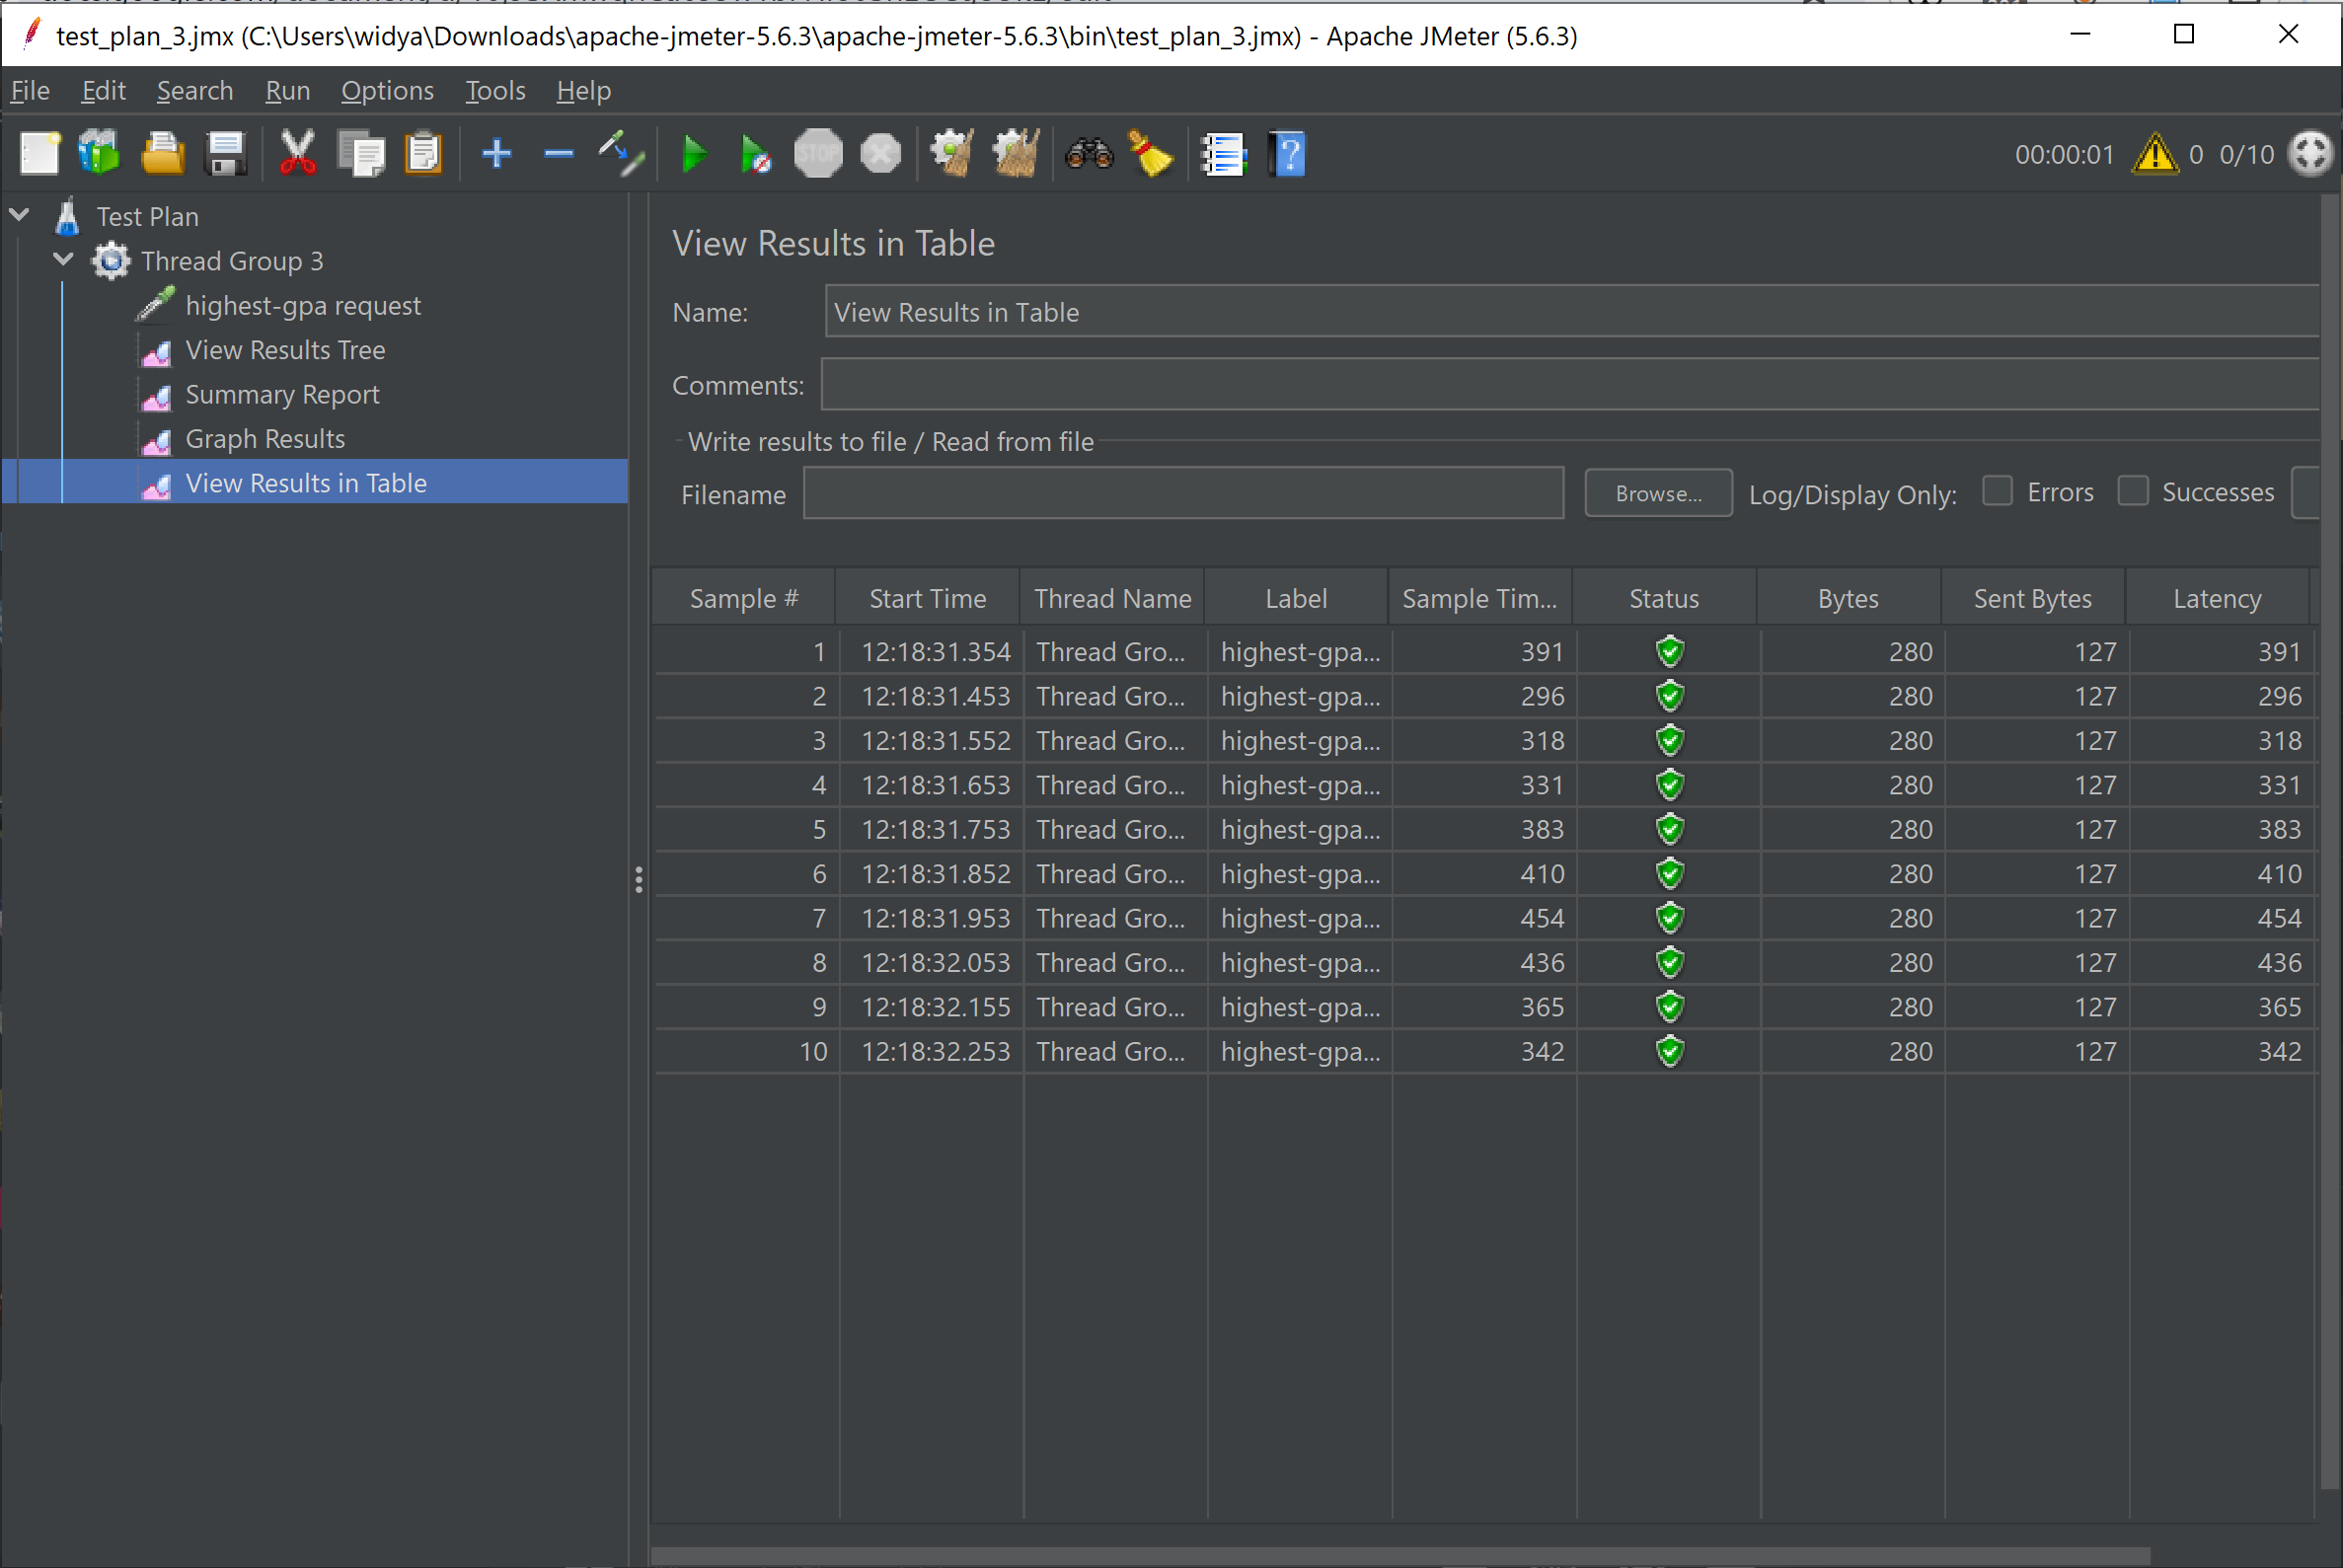 test_plan_3.jmx (C:\Users\widya\Downloads\apache-jmeter-5.6.3\apache-jmeter-5.6.3\bin\test_plan_3.jmx) - Apache JMeter (5.6.3)
File Edit Search Run Options Tools Help
STOP 00:00:01 0 0/10
Test Plan
Thread Group 3
highest-gpa request
View Results Tree
Summary Report
Graph Results
View Results in Table
View Results in Table
Name: View Results in Table
Comments:
Write results to file / Read from file
Filename Browse... Log/Display Only: Errors Successes
Sample # Start Time Thread Name Label Sample Tim... Status Bytes Sent Bytes Latency
1 12:18:31.354 Thread Gro... highest-gpa... 391 280 127 391
2 12:18:31.453 Thread Gro... highest-gpa... 296 280 127 296
3 12:18:31.552 Thread Gro... highest-gpa... 318 280 127 318
4 12:18:31.653 Thread Gro... highest-gpa... 331 280 127 331
5 12:18:31.753 Thread Gro... highest-gpa... 383 280 127 383
6 12:18:31.852 Thread Gro... highest-gpa... 410 280 127 410
7 12:18:31.953 Thread Gro... highest-gpa... 454 280 127 454
8 12:18:32.053 Thread Gro... highest-gpa... 436 280 127 436
9 12:18:32.155 Thread Gro... highest-gpa... 365 280 127 365
10 12:18:32.253 Thread Gro... highest-gpa... 342 280 127 342